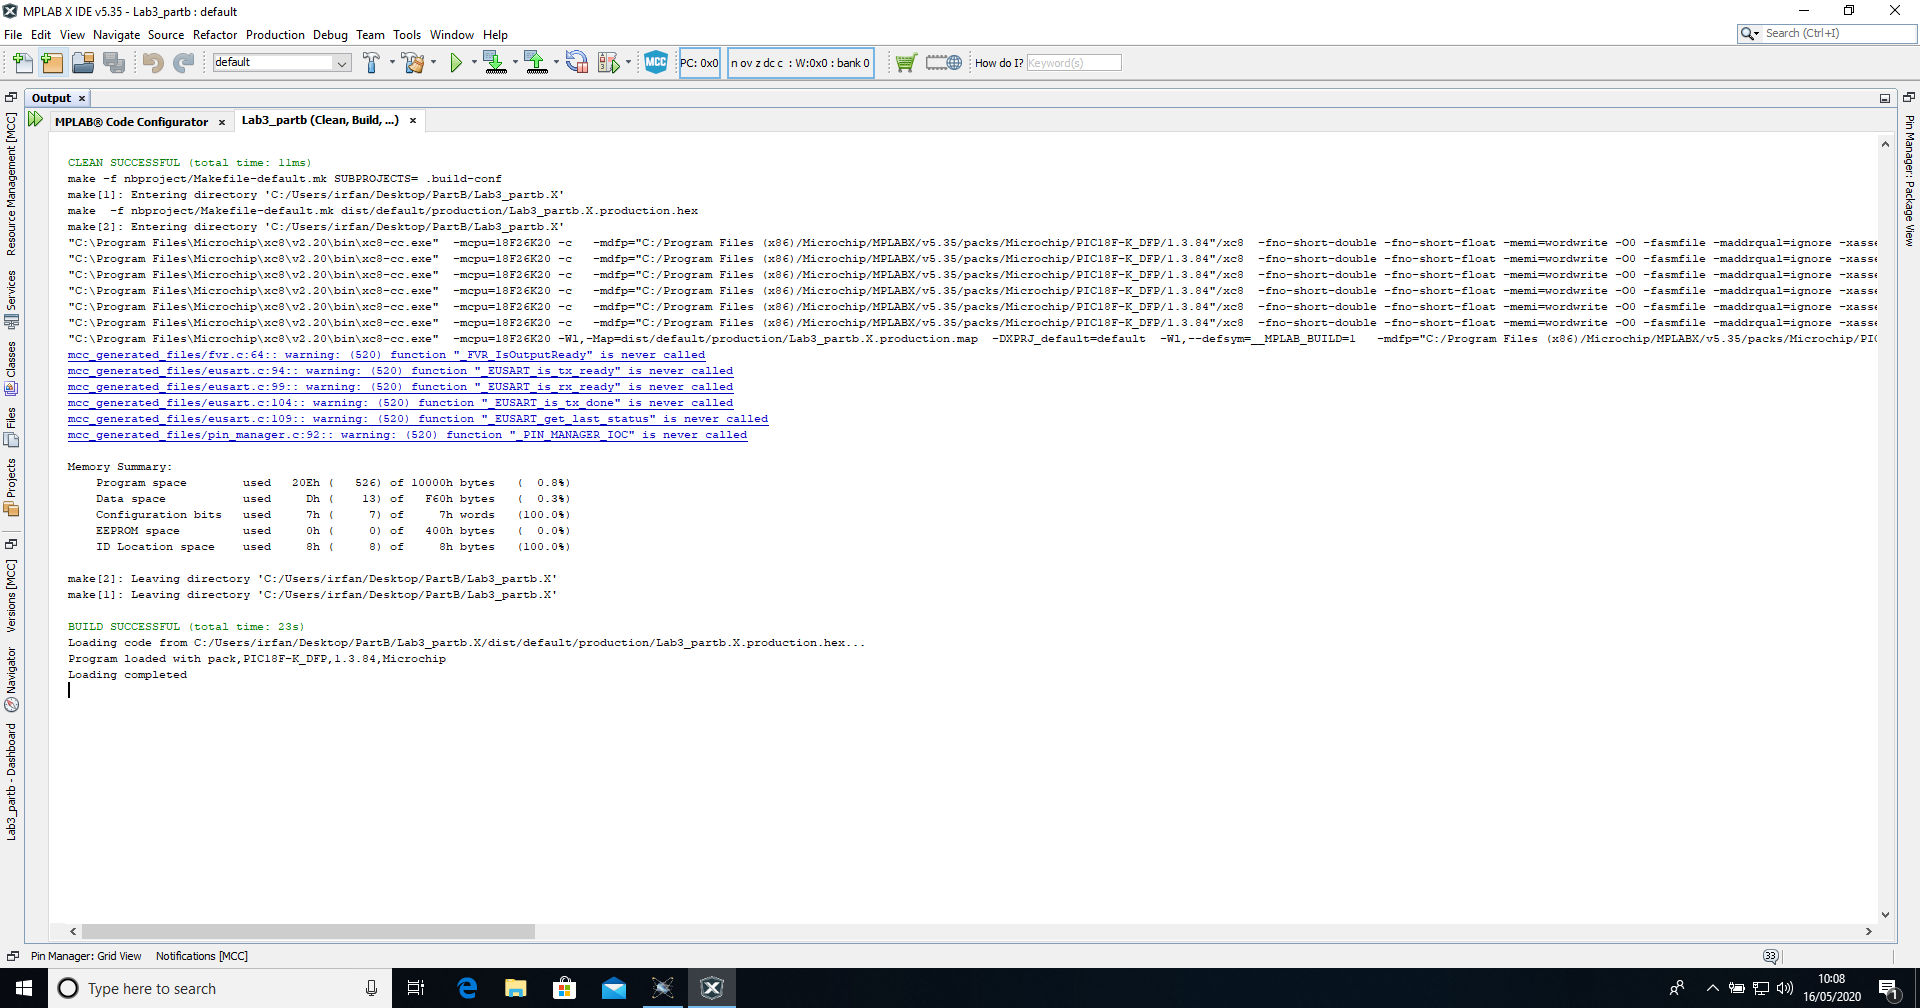 MPLAB X IDE v5.35 - Lab3_partb : default
File Edit View Navigate Source Refactor Production Debug Team Tools Window Help
Search (Ctrl+I)
default
MCC
PC: 0x0
n ov z dc c : W:0x0 : bank 0
How do I?
Keyword(s)
Output
MPLAB® Code Configurator
Lab3_partb (Clean, Build, ...)
Resource Management [MCC]
Services
Classes
Files
Projects
Versions [MCC]
Navigator
Lab3_partb - Dashboard
Pin Manager: Package View
CLEAN SUCCESSFUL (total time: 11ms)
make -f nbproject/Makefile-default.mk SUBPROJECTS= .build-conf
make[1]: Entering directory 'C:/Users/irfan/Desktop/PartB/Lab3_partb.X'
make  -f nbproject/Makefile-default.mk dist/default/production/Lab3_partb.X.production.hex
make[2]: Entering directory 'C:/Users/irfan/Desktop/PartB/Lab3_partb.X'
"C:\Program Files\Microchip\xc8\v2.20\bin\xc8-cc.exe"  -mcpu=18F26K20 -c   -mdfp="C:/Program Files (x86)/Microchip/MPLABX/v5.35/packs/Microchip/PIC18F-K_DFP/1.3.84"/xc8  -fno-short-double -fno-short-float -memi=wordwrite -O0 -fasmfile -maddrqual=ignore -xasse
"C:\Program Files\Microchip\xc8\v2.20\bin\xc8-cc.exe"  -mcpu=18F26K20 -c   -mdfp="C:/Program Files (x86)/Microchip/MPLABX/v5.35/packs/Microchip/PIC18F-K_DFP/1.3.84"/xc8  -fno-short-double -fno-short-float -memi=wordwrite -O0 -fasmfile -maddrqual=ignore -xasse
"C:\Program Files\Microchip\xc8\v2.20\bin\xc8-cc.exe"  -mcpu=18F26K20 -c   -mdfp="C:/Program Files (x86)/Microchip/MPLABX/v5.35/packs/Microchip/PIC18F-K_DFP/1.3.84"/xc8  -fno-short-double -fno-short-float -memi=wordwrite -O0 -fasmfile -maddrqual=ignore -xasse
"C:\Program Files\Microchip\xc8\v2.20\bin\xc8-cc.exe"  -mcpu=18F26K20 -c   -mdfp="C:/Program Files (x86)/Microchip/MPLABX/v5.35/packs/Microchip/PIC18F-K_DFP/1.3.84"/xc8  -fno-short-double -fno-short-float -memi=wordwrite -O0 -fasmfile -maddrqual=ignore -xasse
"C:\Program Files\Microchip\xc8\v2.20\bin\xc8-cc.exe"  -mcpu=18F26K20 -c   -mdfp="C:/Program Files (x86)/Microchip/MPLABX/v5.35/packs/Microchip/PIC18F-K_DFP/1.3.84"/xc8  -fno-short-double -fno-short-float -memi=wordwrite -O0 -fasmfile -maddrqual=ignore -xasse
"C:\Program Files\Microchip\xc8\v2.20\bin\xc8-cc.exe"  -mcpu=18F26K20 -c   -mdfp="C:/Program Files (x86)/Microchip/MPLABX/v5.35/packs/Microchip/PIC18F-K_DFP/1.3.84"/xc8  -fno-short-double -fno-short-float -memi=wordwrite -O0 -fasmfile -maddrqual=ignore -xasse
"C:\Program Files\Microchip\xc8\v2.20\bin\xc8-cc.exe"  -mcpu=18F26K20 -Wl,-Map=dist/default/production/Lab3_partb.X.production.map  -DXPRJ_default=default  -Wl,--defsym=__MPLAB_BUILD=1   -mdfp="C:/Program Files (x86)/Microchip/MPLABX/v5.35/packs/Microchip/PIC
mcc_generated_files/fvr.c:64:: warning: (520) function "_FVR_IsOutputReady" is never called
mcc_generated_files/eusart.c:94:: warning: (520) function "_EUSART_is_tx_ready" is never called
mcc_generated_files/eusart.c:99:: warning: (520) function "_EUSART_is_rx_ready" is never called
mcc_generated_files/eusart.c:104:: warning: (520) function "_EUSART_is_tx_done" is never called
mcc_generated_files/eusart.c:109:: warning: (520) function "_EUSART_get_last_status" is never called
mcc_generated_files/pin_manager.c:92:: warning: (520) function "_PIN_MANAGER_IOC" is never called
Memory Summary:
Program space        used   20Eh (   526) of 10000h bytes   (  0.8%)
Data space           used     Dh (    13) of   F60h bytes   (  0.3%)
Configuration bits   used     7h (     7) of     7h words   (100.0%)
EEPROM space         used     0h (     0) of   400h bytes   (  0.0%)
ID Location space    used     8h (     8) of     8h bytes   (100.0%)
make[2]: Leaving directory 'C:/Users/irfan/Desktop/PartB/Lab3_partb.X'
make[1]: Leaving directory 'C:/Users/irfan/Desktop/PartB/Lab3_partb.X'
BUILD SUCCESSFUL (total time: 23s)
Loading code from C:/Users/irfan/Desktop/PartB/Lab3_partb.X/dist/default/production/Lab3_partb.X.production.hex...
Program loaded with pack,PIC18F-K_DFP,1.3.84,Microchip
Loading completed
Pin Manager: Grid View
Notifications [MCC]
33
Type here to search
10:08
16/05/2020
1